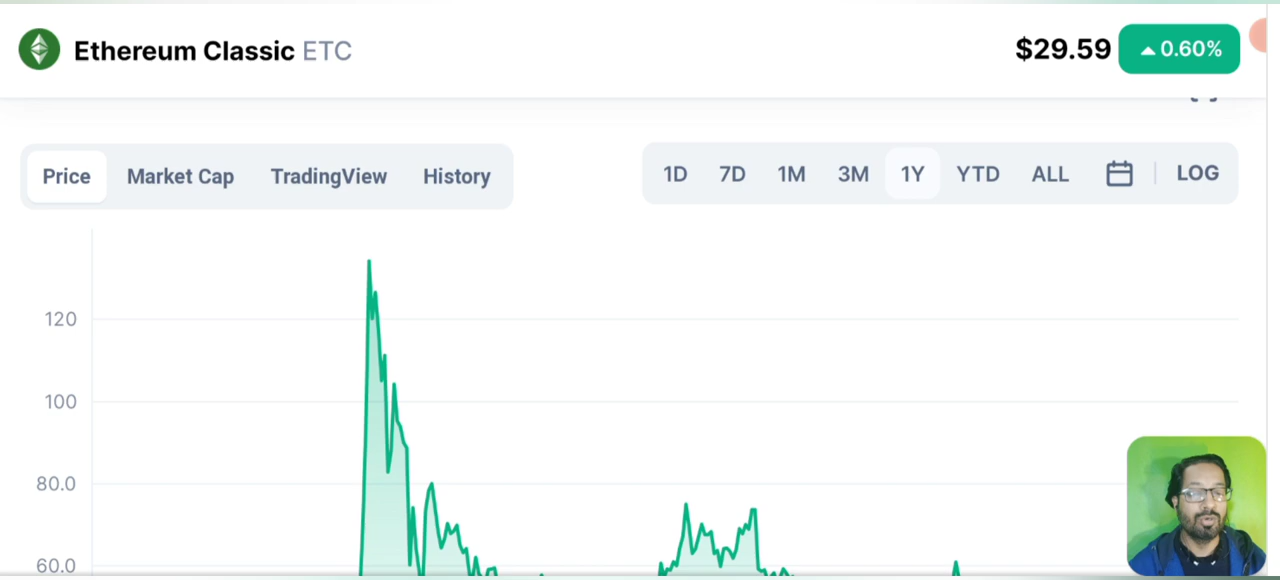 Ethereum Classic ETC
$29.59 0.60%
Price Market Cap TradingView History
1D 7D 1M 3M 1Y YTD ALL LOG
120
100
80.0
60.0